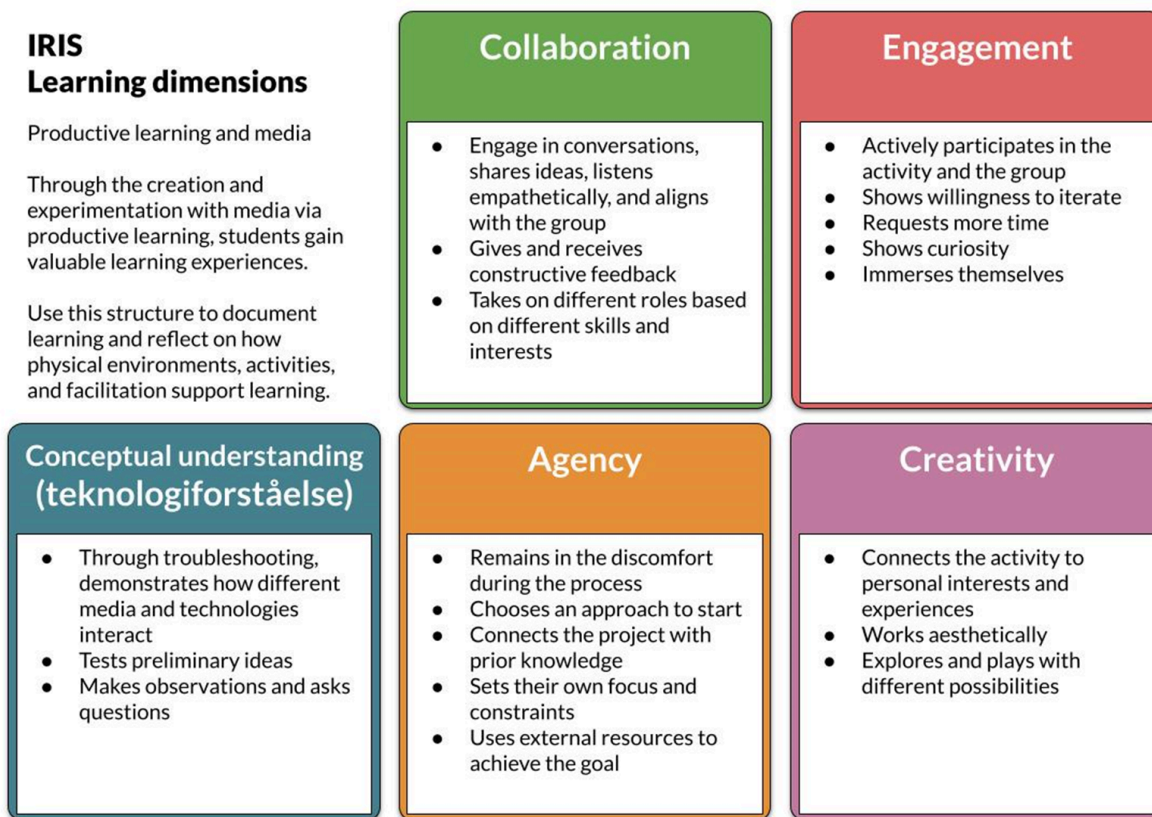 IRIS
Learning dimensions
Productive learning and media
Through the creation and
experimentation with media via
productive learning, students gain
valuable learning experiences.
Use this structure to document
learning and reflect on how
physical environments, activities,
and facilitation support learning.
Collaboration
● Engage in conversations,
shares ideas, listens
empathetically, and aligns
with the group
● Gives and receives
constructive feedback
● Takes on different roles based
on different skills and
interests
Engagement
● Actively participates in the
activity and the group
● Shows willingness to iterate
● Requests more time
● Shows curiosity
● Immerses themselves
Conceptual understanding
(teknologiforståelse)
● Through troubleshooting,
demonstrates how different
media and technologies
interact
● Tests preliminary ideas
● Makes observations and asks
questions
Agency
● Remains in the discomfort
during the process
● Chooses an approach to start
● Connects the project with
prior knowledge
● Sets their own focus and
constraints
● Uses external resources to
achieve the goal
Creativity
● Connects the activity to
personal interests and
experiences
● Works aesthetically
● Explores and plays with
different possibilities